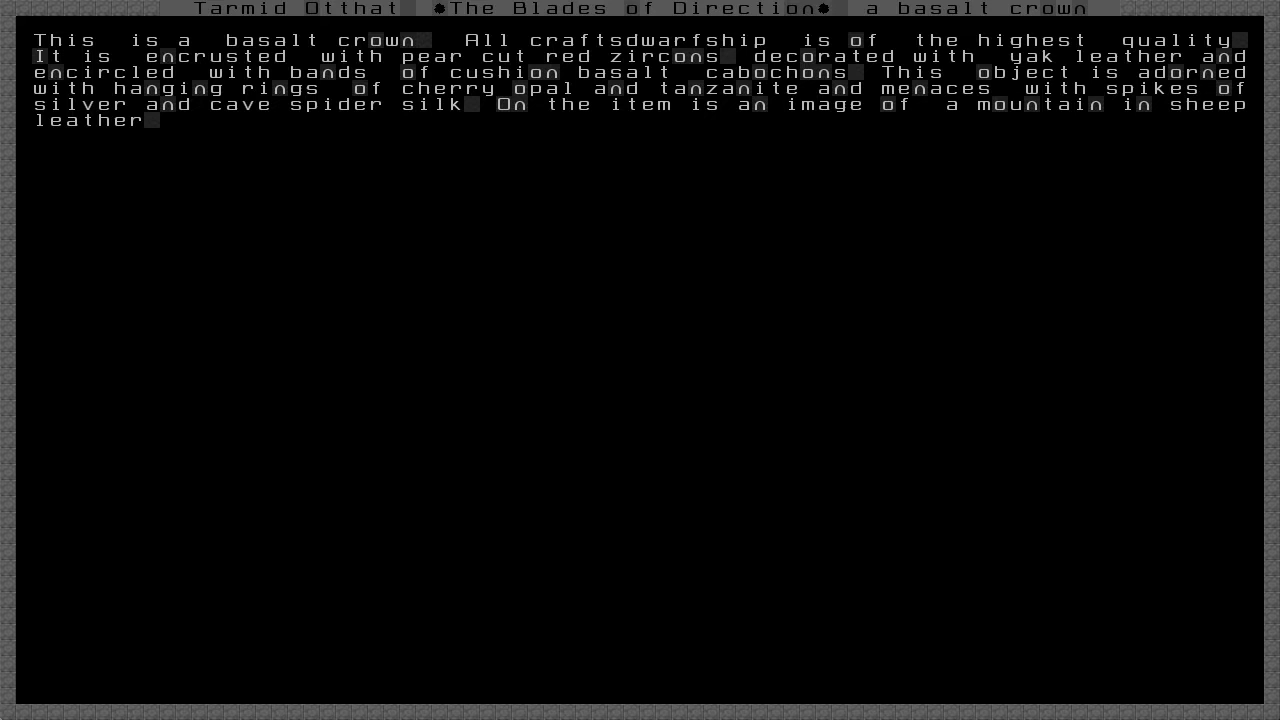 Tarmid Otthat ☼The Blades of Direction☼ a basalt crown
This is a basalt crown. All craftsdwarfship is of the highest quality.
It is encrusted with pear cut red zircons, decorated with yak leather and
encircled with bands of cushion basalt cabochons. This object is adorned
with hanging rings of cherry opal and tanzanite and menaces with spikes of
silver and cave spider silk. On the item is an image of a mountain in sheep
leather.